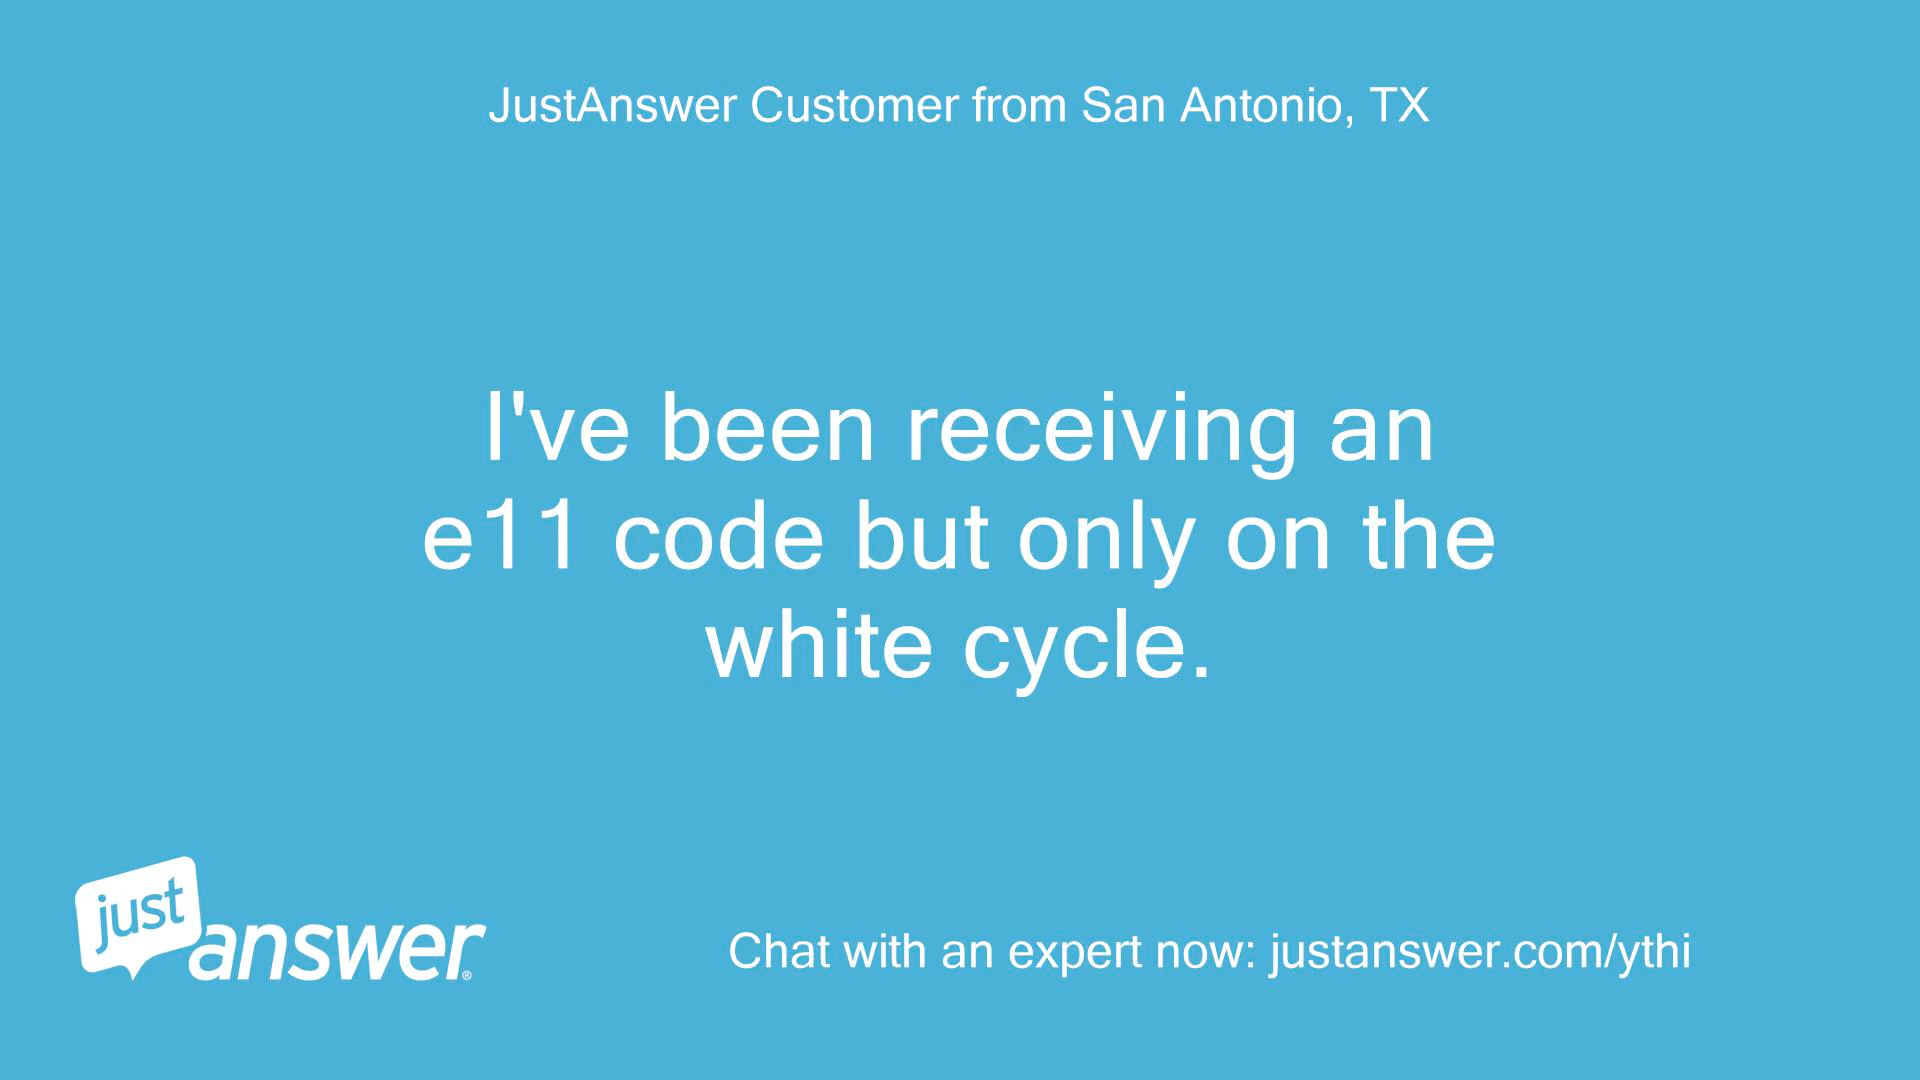 JustAnswer Customer from San Antonio, TX
I've been receiving an
e11 code but only on the
white cycle.
just
answer®
Chat with an expert now: justanswer.com/ythi